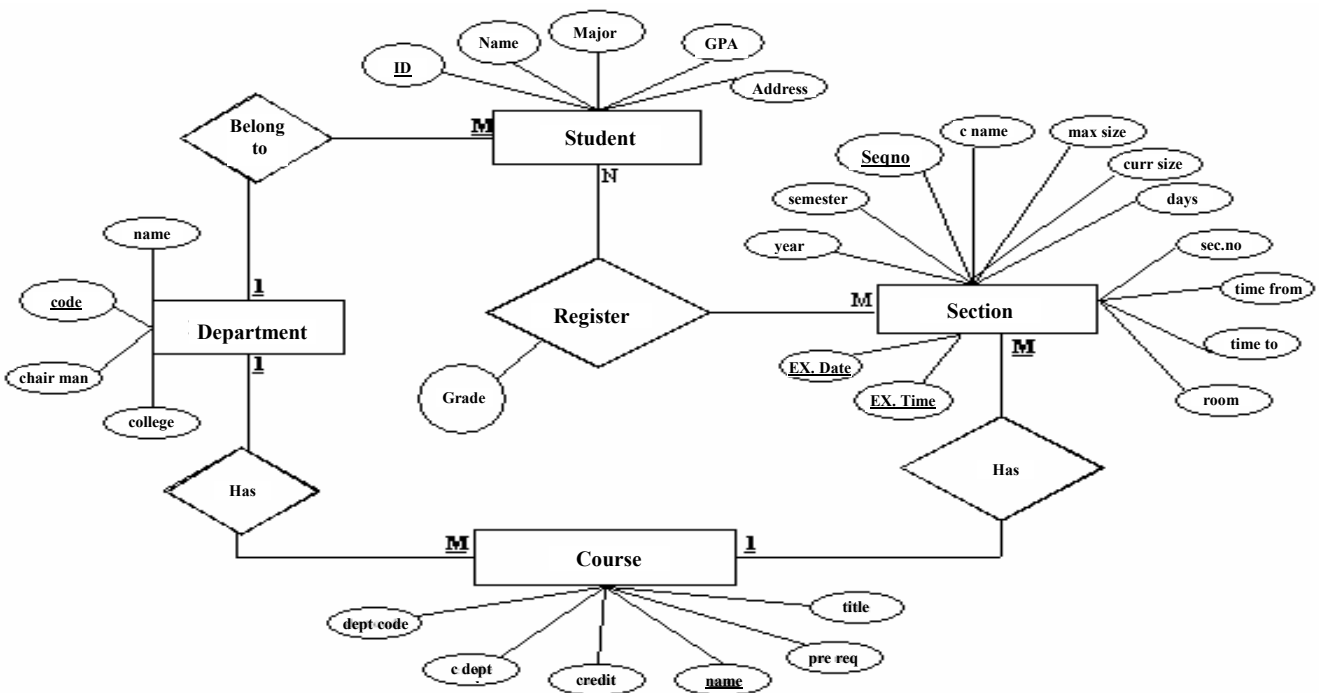 Major
Name
GPA
ID
Address
Belong
to
M
Student
N
c name
max size
Seqno
curr size
semester
days
year
sec.no
time from
name
code
1
Department
1
Register
M
Section
M
time to
chair man
EX. Date
EX. Time
room
Grade
college
Has
Has
M
Course
1
dept code
title
c dept
pre req
credit
name